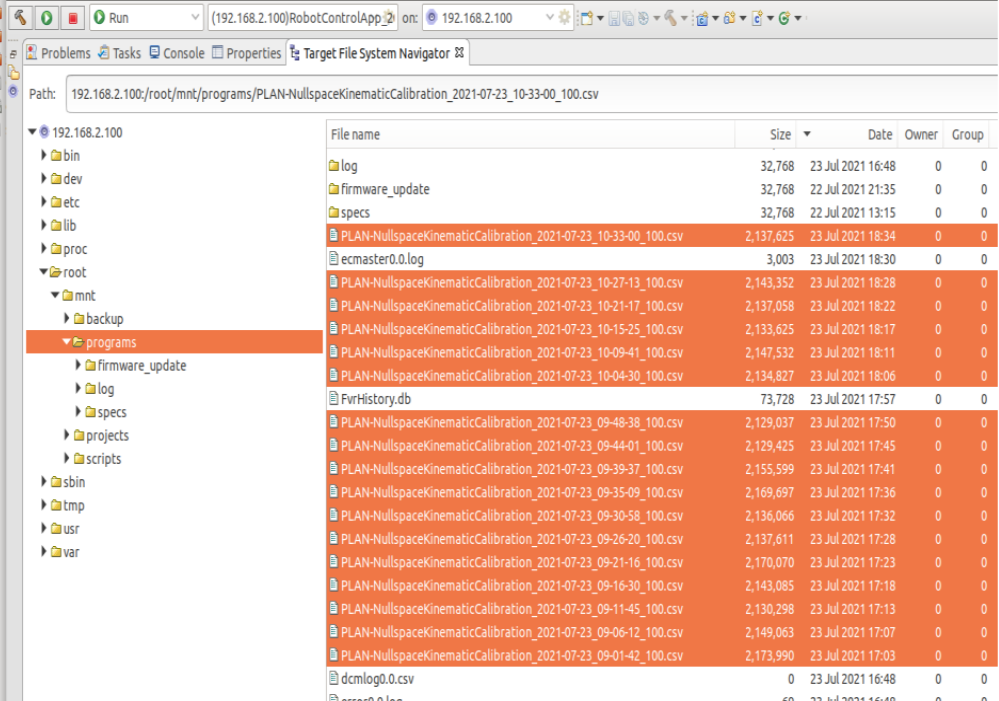 Run (192.168.2.100)RobotControlApp_2 on: 192.168.2.100
Problems Tasks Console Properties Target File System Navigator
Path: 192.168.2.100:/root/mnt/programs/PLAN-NullspaceKinematicCalibration_2021-07-23_10-33-00_100.csv
192.168.2.100
bin
dev
etc
lib
proc
root
mnt
backup
programs
firmware_update
log
specs
projects
scripts
sbin
tmp
usr
var
File name Size Date Owner Group
log 32,768 23 Jul 2021 16:48 0 0
firmware_update 32,768 22 Jul 2021 21:35 0 0
specs 32,768 22 Jul 2021 13:15 0 0
PLAN-NullspaceKinematicCalibration_2021-07-23_10-33-00_100.csv 2,137,625 23 Jul 2021 18:34 0 0
ecmaster0.0.log 3,003 23 Jul 2021 18:30 0 0
PLAN-NullspaceKinematicCalibration_2021-07-23_10-27-13_100.csv 2,143,352 23 Jul 2021 18:28 0 0
PLAN-NullspaceKinematicCalibration_2021-07-23_10-21-17_100.csv 2,137,058 23 Jul 2021 18:22 0 0
PLAN-NullspaceKinematicCalibration_2021-07-23_10-15-25_100.csv 2,133,625 23 Jul 2021 18:17 0 0
PLAN-NullspaceKinematicCalibration_2021-07-23_10-09-41_100.csv 2,147,532 23 Jul 2021 18:11 0 0
PLAN-NullspaceKinematicCalibration_2021-07-23_10-04-30_100.csv 2,134,827 23 Jul 2021 18:06 0 0
FvrHistory.db 73,728 23 Jul 2021 17:57 0 0
PLAN-NullspaceKinematicCalibration_2021-07-23_09-48-38_100.csv 2,129,037 23 Jul 2021 17:50 0 0
PLAN-NullspaceKinematicCalibration_2021-07-23_09-44-01_100.csv 2,129,425 23 Jul 2021 17:45 0 0
PLAN-NullspaceKinematicCalibration_2021-07-23_09-39-37_100.csv 2,155,599 23 Jul 2021 17:41 0 0
PLAN-NullspaceKinematicCalibration_2021-07-23_09-35-09_100.csv 2,169,697 23 Jul 2021 17:36 0 0
PLAN-NullspaceKinematicCalibration_2021-07-23_09-30-58_100.csv 2,136,066 23 Jul 2021 17:32 0 0
PLAN-NullspaceKinematicCalibration_2021-07-23_09-26-20_100.csv 2,137,611 23 Jul 2021 17:28 0 0
PLAN-NullspaceKinematicCalibration_2021-07-23_09-21-16_100.csv 2,170,070 23 Jul 2021 17:23 0 0
PLAN-NullspaceKinematicCalibration_2021-07-23_09-16-30_100.csv 2,143,085 23 Jul 2021 17:18 0 0
PLAN-NullspaceKinematicCalibration_2021-07-23_09-11-45_100.csv 2,130,298 23 Jul 2021 17:13 0 0
PLAN-NullspaceKinematicCalibration_2021-07-23_09-06-12_100.csv 2,149,063 23 Jul 2021 17:07 0 0
PLAN-NullspaceKinematicCalibration_2021-07-23_09-01-42_100.csv 2,173,990 23 Jul 2021 17:03 0 0
dcmlog0.0.csv 0 23 Jul 2021 16:48 0 0